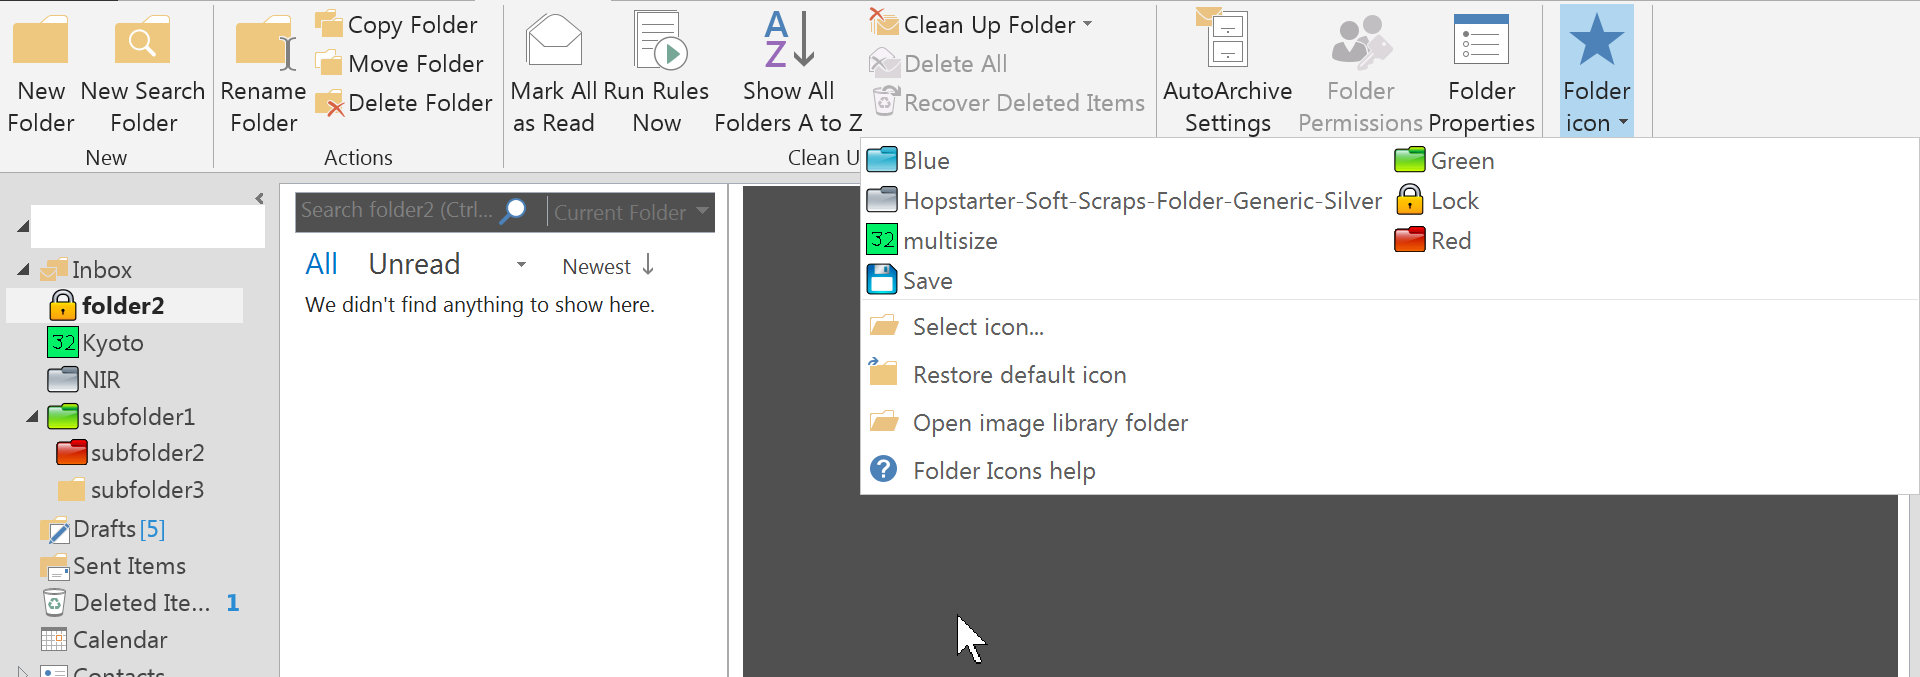 New Folder
New Search Folder
New
Rename Folder
Copy Folder
Move Folder
Delete Folder
Actions
Mark All as Read
Run Rules Now
Show All Folders A to Z
Clean Up Folder
Delete All
Recover Deleted Items
Clean U
AutoArchive Settings
Folder Permissions
Folder Properties
Folder icon
Blue
Green
Hopstarter-Soft-Scraps-Folder-Generic-Silver
Lock
32 multisize
Red
Save
Select icon...
Restore default icon
Open image library folder
? Folder Icons help
Inbox
folder2
32 Kyoto
NIR
subfolder1
subfolder2
subfolder3
Drafts [5]
Sent Items
Deleted Ite... 1
Calendar
Contacts
Search folder2 (Ctrl...
Current Folder
All Unread Newest ↓
We didn't find anything to show here.